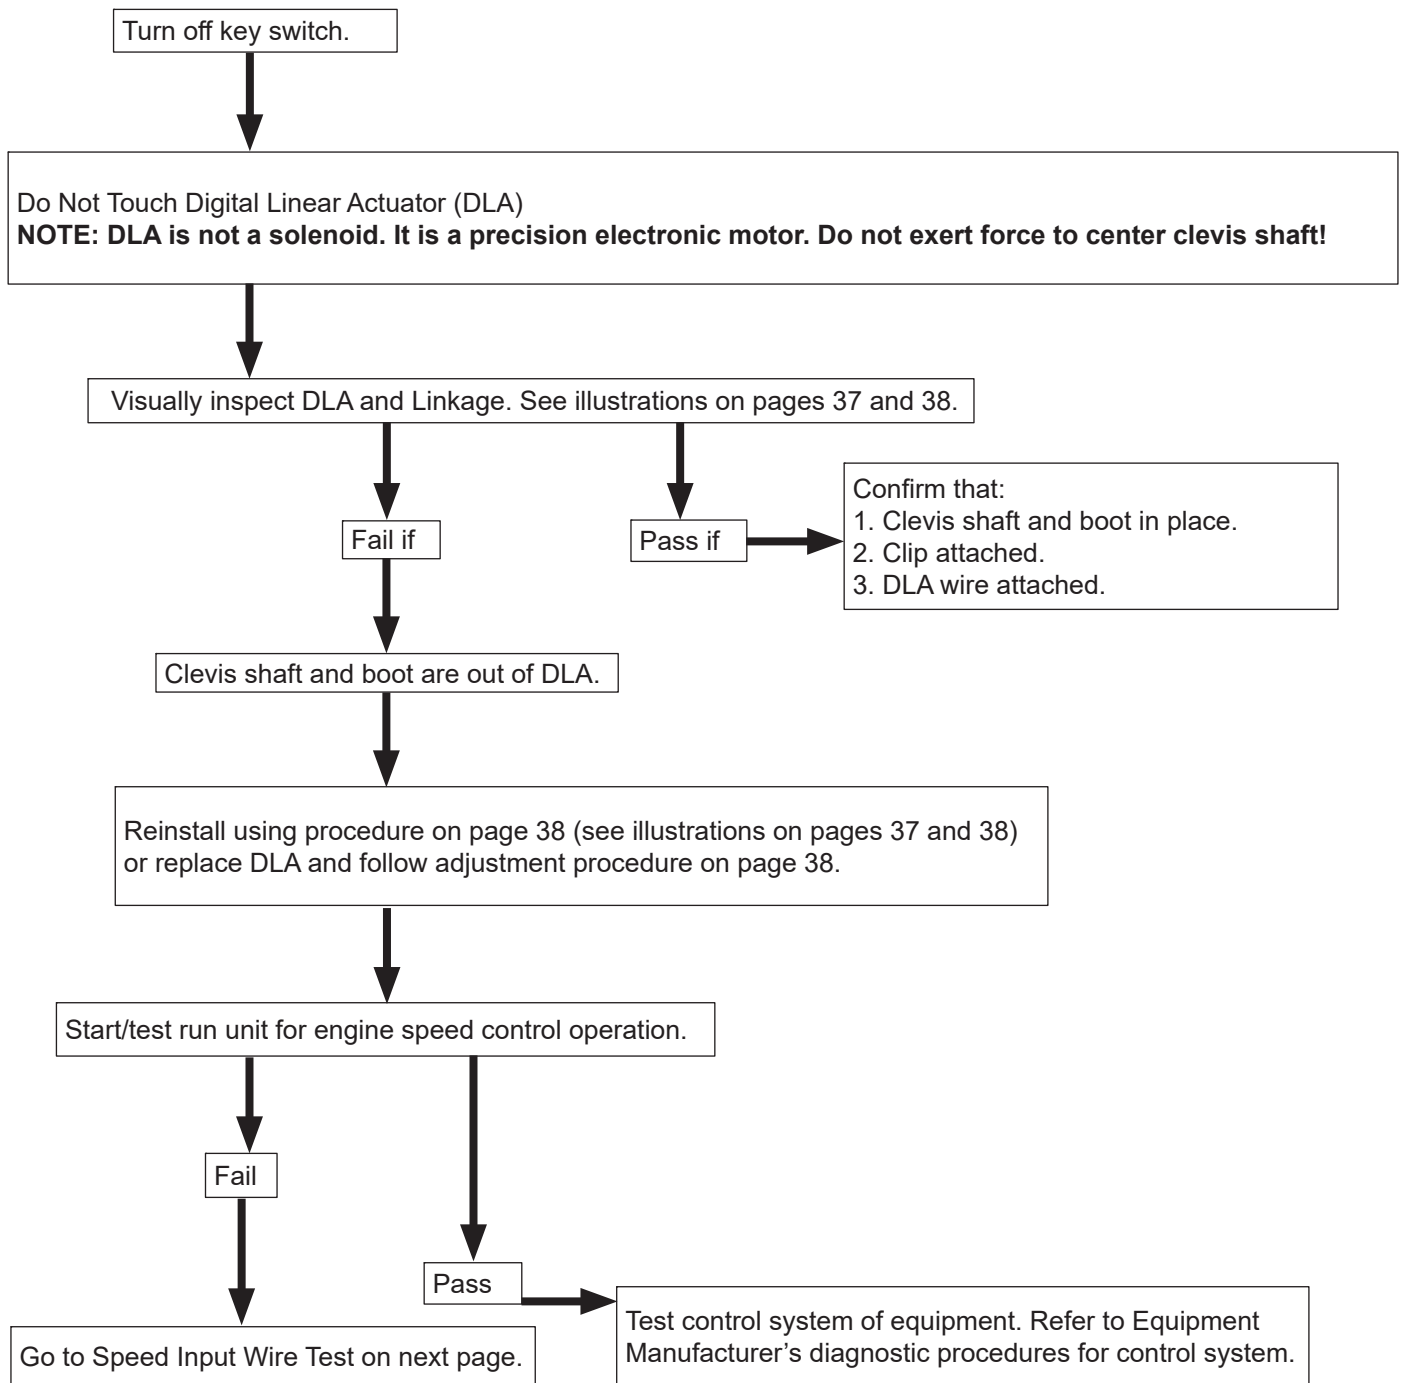 Turn off key switch.
Do Not Touch Digital Linear Actuator (DLA)
NOTE: DLA is not a solenoid. It is a precision electronic motor. Do not exert force to center clevis shaft!
Visually inspect DLA and Linkage. See illustrations on pages 37 and 38.
Fail if
Pass if
Confirm that:
1. Clevis shaft and boot in place.
2. Clip attached.
3. DLA wire attached.
Clevis shaft and boot are out of DLA.
Reinstall using procedure on page 38 (see illustrations on pages 37 and 38)
or replace DLA and follow adjustment procedure on page 38.
Start/test run unit for engine speed control operation.
Fail
Pass
Go to Speed Input Wire Test on next page.
Test control system of equipment. Refer to Equipment
Manufacturer’s diagnostic procedures for control system.